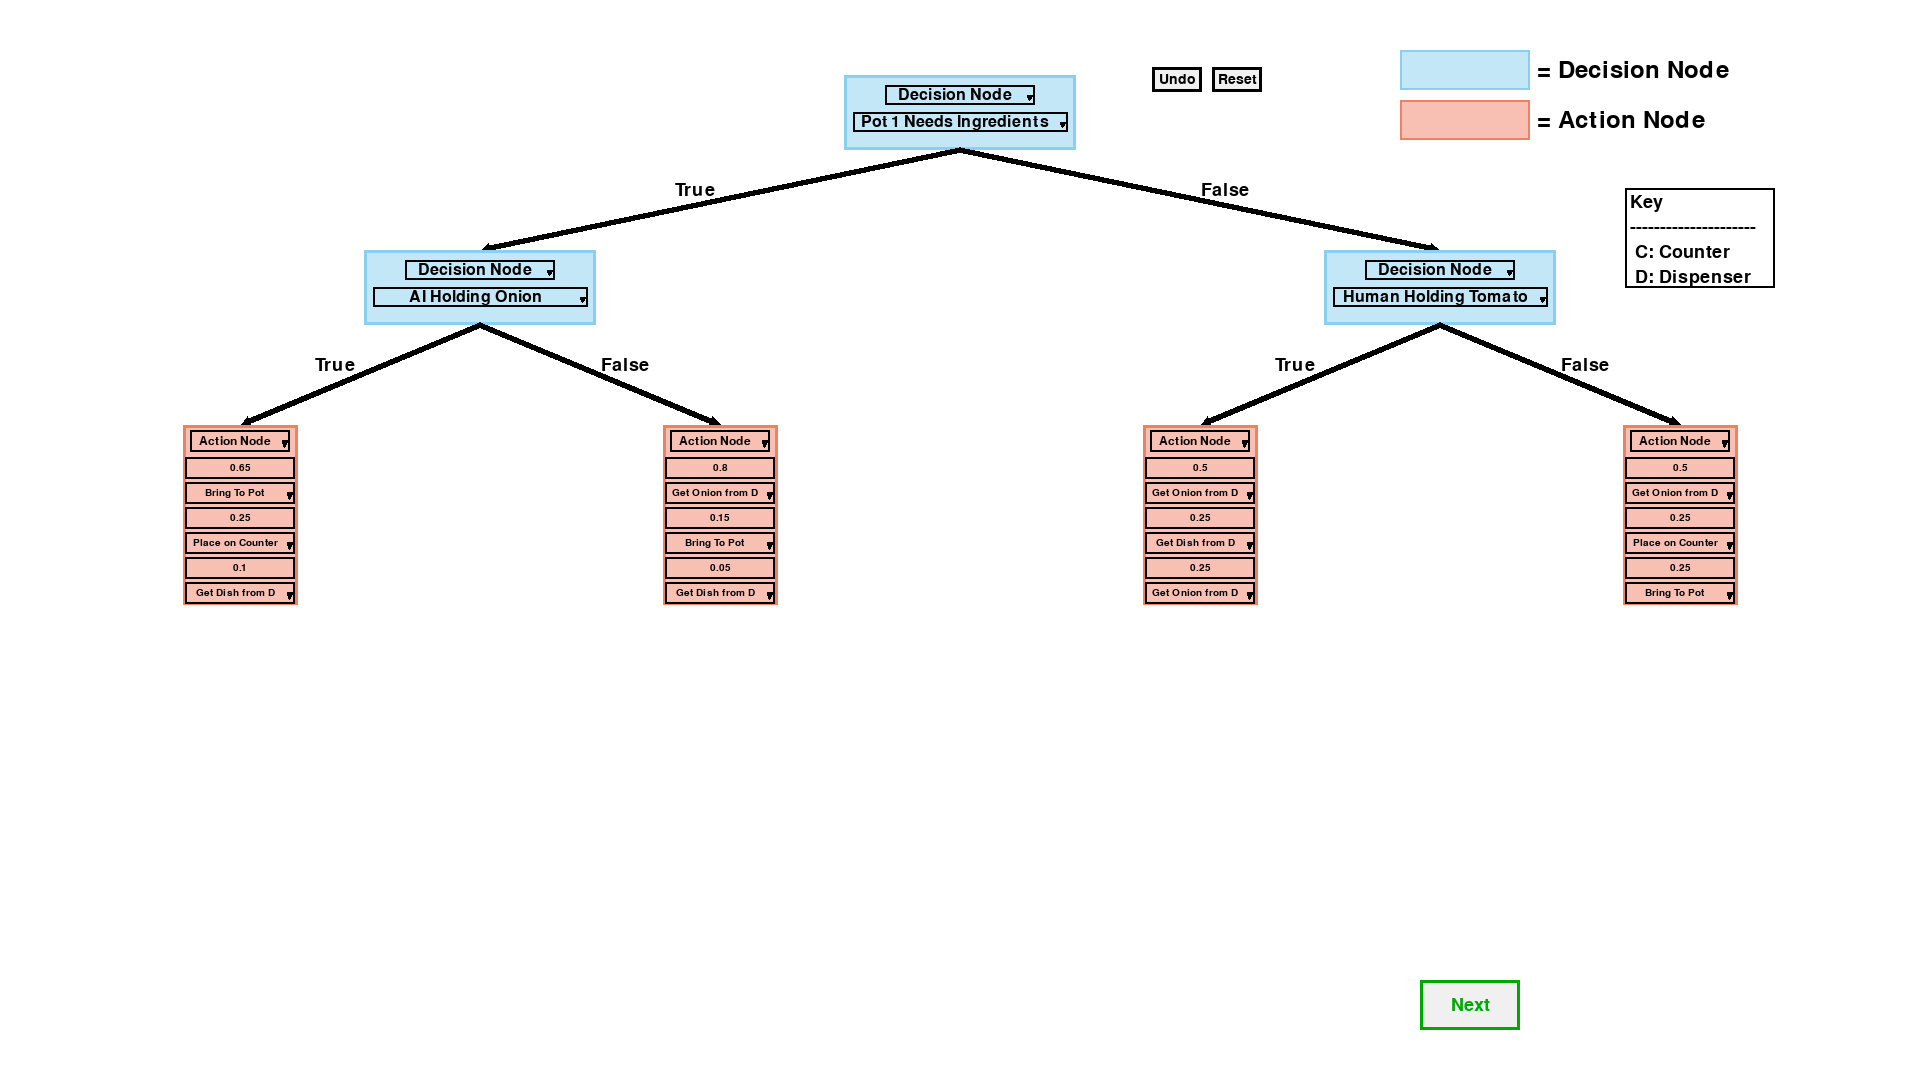 Undo
Reset
= Decision Node
= Action Node
Key
---------------------
C: Counter
D: Dispenser
Decision Node
Pot 1 Needs Ingredients
True
False
Decision Node
AI Holding Onion
Decision Node
Human Holding Tomato
True
False
True
False
Action Node
0.65
Bring To Pot
0.25
Place on Counter
0.1
Get Dish from D
Action Node
0.8
Get Onion from D
0.15
Bring To Pot
0.05
Get Dish from D
Action Node
0.5
Get Onion from D
0.25
Get Dish from D
0.25
Get Onion from D
Action Node
0.5
Get Onion from D
0.25
Place on Counter
0.25
Bring To Pot
Next